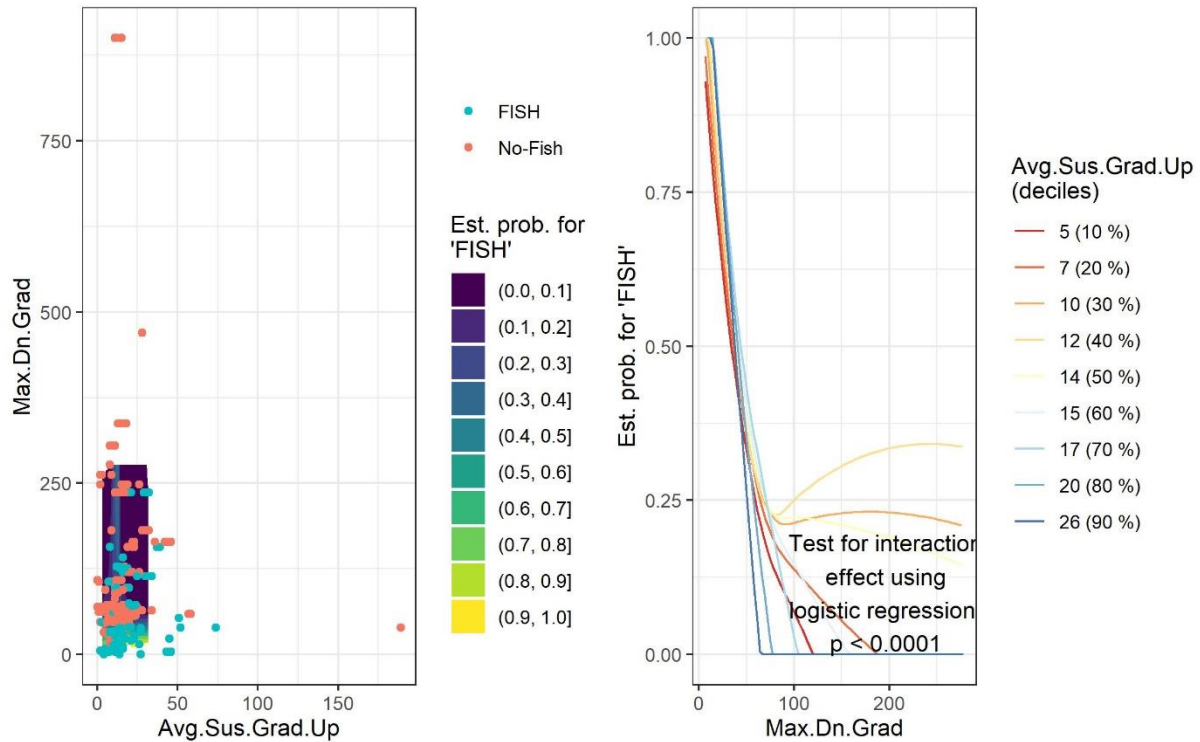 Max.Dn.Grad
750
500
250
0
0
50
100
150
Avg.Sus.Grad.Up
FISH
No-Fish
Est. prob. for
'FISH'
(0.0, 0.1]
(0.1, 0.2]
(0.2, 0.3]
(0.3, 0.4]
(0.4, 0.5]
(0.5, 0.6]
(0.6, 0.7]
(0.7, 0.8]
(0.8, 0.9]
(0.9, 1.0]
Est. prob. for 'FISH'
1.00
0.75
0.50
0.25
0.00
Test for interaction
effect using
logistic regression
p < 0.0001
0
100
200
Max.Dn.Grad
Avg.Sus.Grad.Up
(deciles)
5 (10 %)
7 (20 %)
10 (30 %)
12 (40 %)
14 (50 %)
15 (60 %)
17 (70 %)
20 (80 %)
26 (90 %)